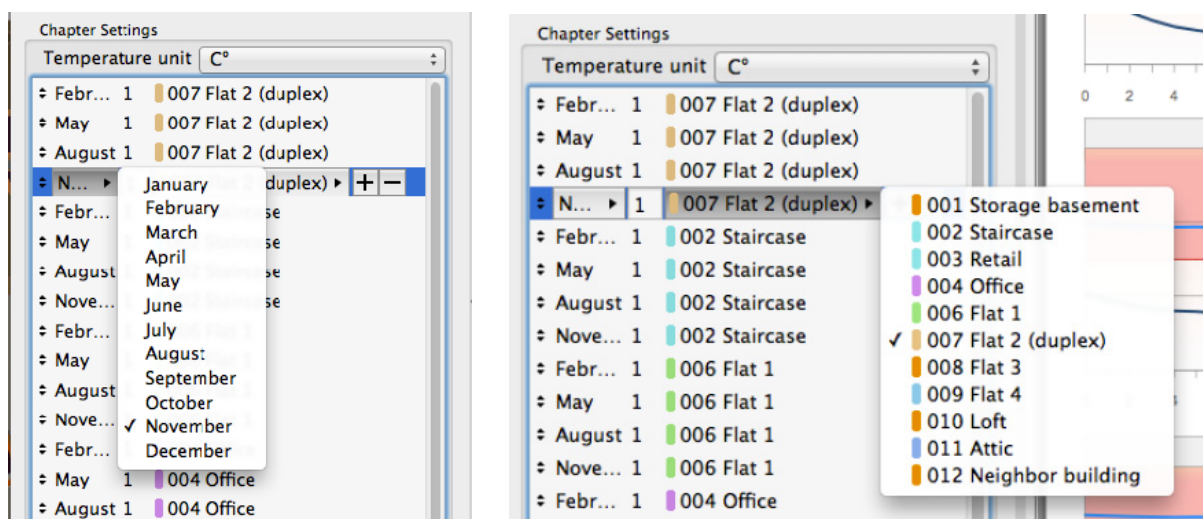 Chapter Settings
Temperature unit C°
Febr... 1 007 Flat 2 (duplex)
May 1 007 Flat 2 (duplex)
August 1 007 Flat 2 (duplex)
N... duplex) + −
Febr... se
May se
August se
Nove... se
Febr...
May
August
Nove...
Febr...
May 1 004 Office
August 1 004 Office
January
February
March
April
May
June
July
August
September
October
✓ November
December
Chapter Settings
Temperature unit C°
Febr... 1 007 Flat 2 (duplex)
May 1 007 Flat 2 (duplex)
August 1 007 Flat 2 (duplex)
N... 1 007 Flat 2 (duplex)
Febr... 1 002 Staircase
May 1 002 Staircase
August 1 002 Staircase
Nove... 1 002 Staircase
Febr... 1 006 Flat 1
May 1 006 Flat 1
August 1 006 Flat 1
Nove... 1 006 Flat 1
Febr... 1 004 Office
001 Storage basement
002 Staircase
003 Retail
004 Office
006 Flat 1
✓ 007 Flat 2 (duplex)
008 Flat 3
009 Flat 4
010 Loft
011 Attic
012 Neighbor building
0 2 4